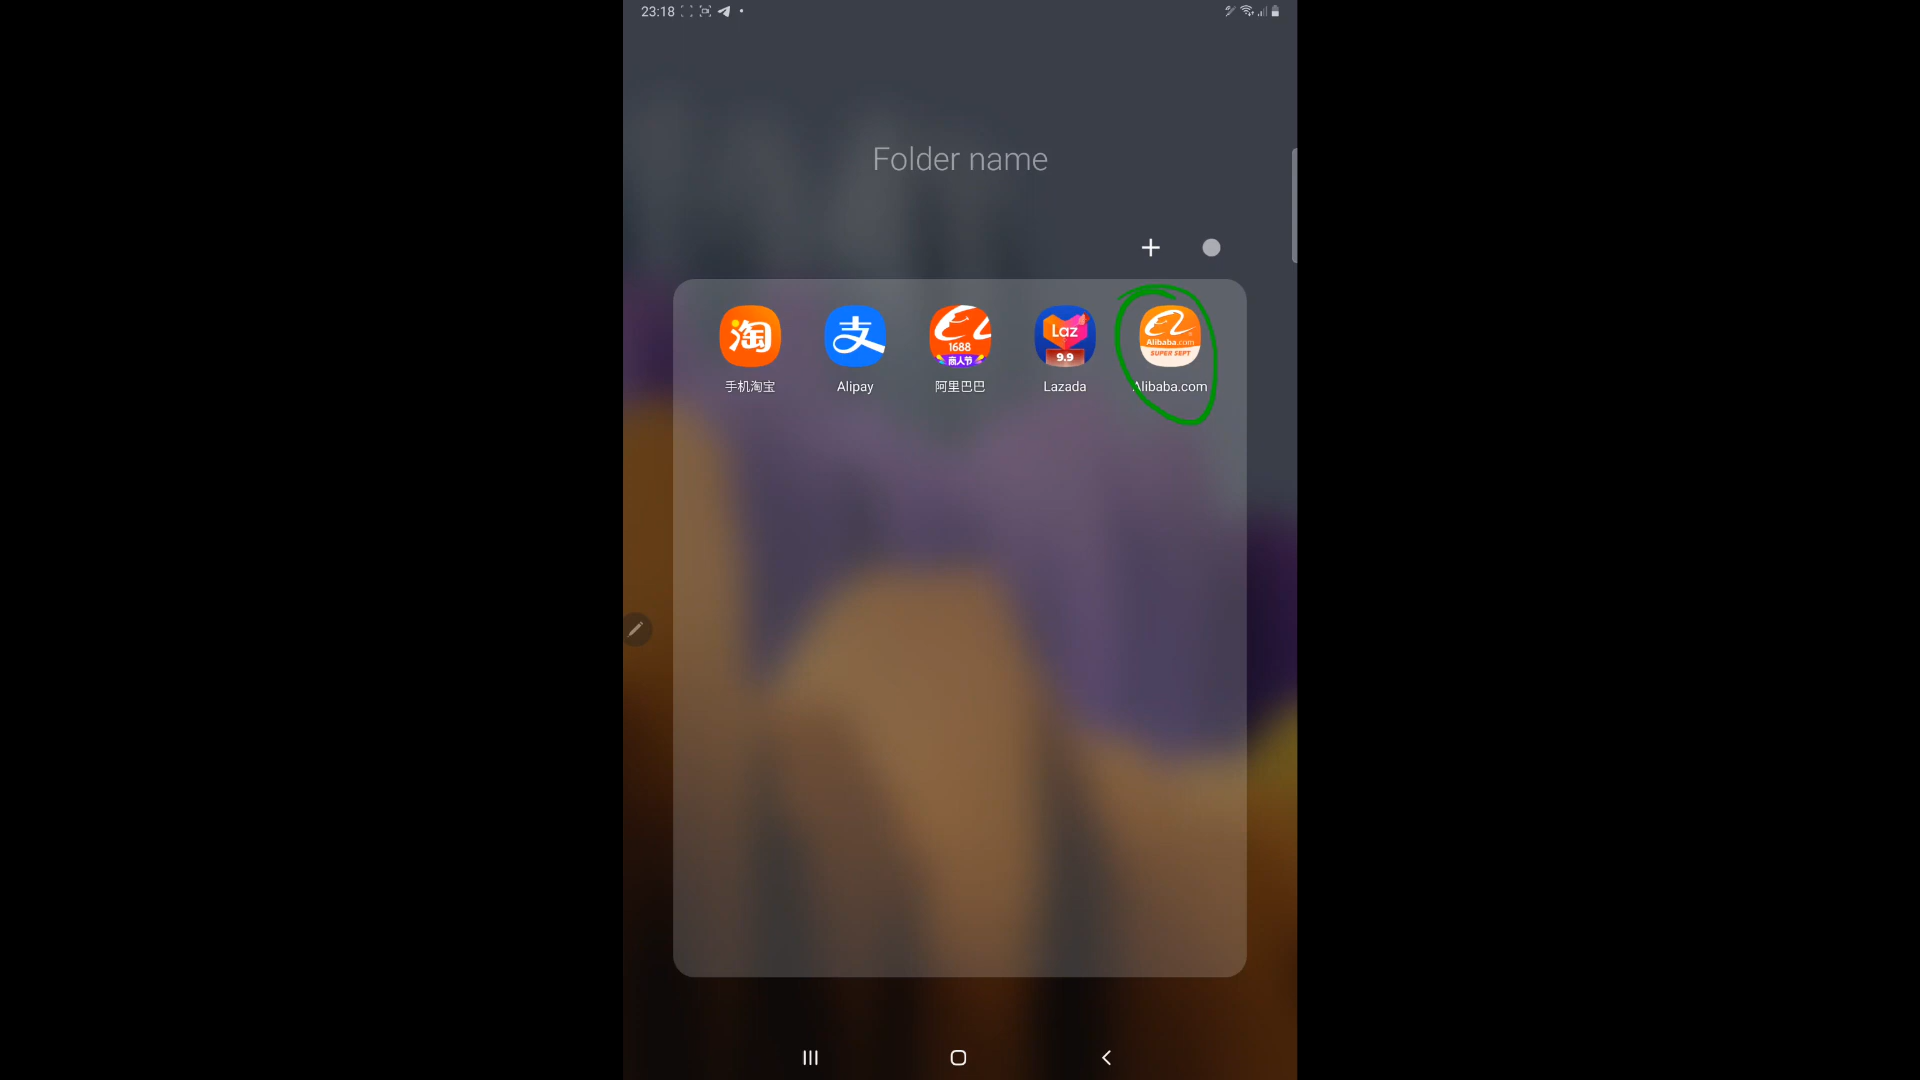 23:18
Folder name
淘
支
1688
商人节
Laz
9.9
Alibaba.com
SUPER SEPT
手机淘宝
Alipay
阿里巴巴
Lazada
Alibaba.com